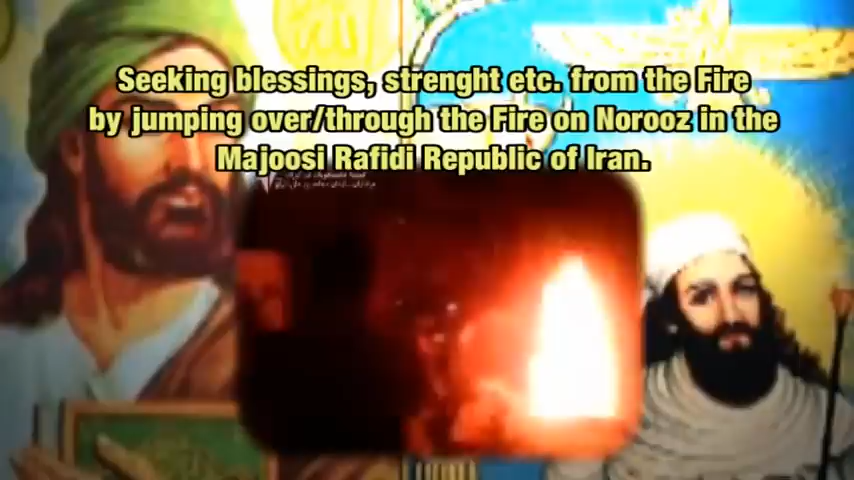 Seeking blessings, strenght etc. from the Fire
by jumping over/through the Fire on Norooz in the
Majoosi Rafidi Republic of Iran.